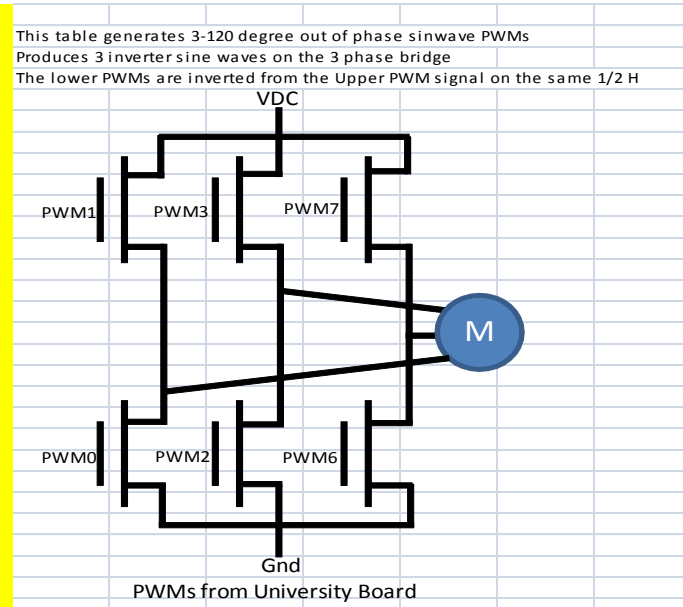 This table generates 3-120 degree out of phase sinwave PWMs
Produces 3 inverter sine waves on the 3 phase bridge
The lower PWMs are inverted from the Upper PWM signal on the same 1/2 H
VDC
PWM1 PWM3 PWM7
M
PWM0 PWM2 PWM6
Gnd
PWMs from University Board